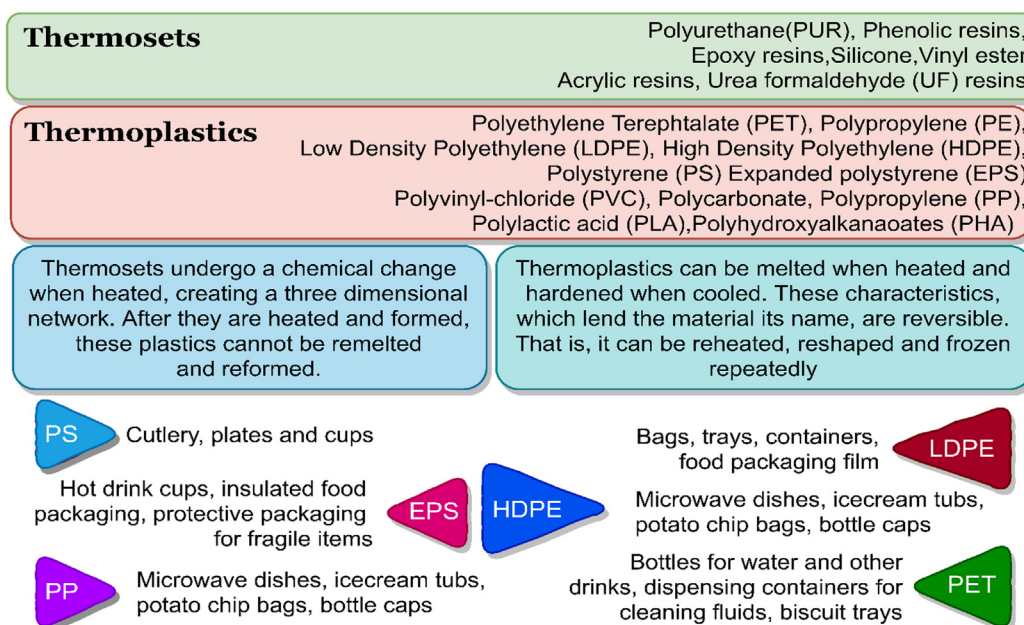 Thermosets
Polyurethane(PUR), Phenolic resins,
Epoxy resins,Silicone,Vinyl ester
Acrylic resins, Urea formaldehyde (UF) resins
Thermoplastics
Polyethylene Terephtalate (PET), Polypropylene (PE),
Low Density Polyethylene (LDPE), High Density Polyethylene (HDPE),
Polystyrene (PS) Expanded polystyrene (EPS)
Polyvinyl-chloride (PVC), Polycarbonate, Polypropylene (PP),
Polylactic acid (PLA),Polyhydroxyalkanaoates (PHA)
Thermosets undergo a chemical change
when heated, creating a three dimensional
network. After they are heated and formed,
these plastics cannot be remelted
and reformed.
Thermoplastics can be melted when heated and
hardened when cooled. These characteristics,
which lend the material its name, are reversible.
That is, it can be reheated, reshaped and frozen
repeatedly
PS
Cutlery, plates and cups
Bags, trays, containers,
food packaging film
LDPE
Hot drink cups, insulated food
packaging, protective packaging
for fragile items
EPS
HDPE
Microwave dishes, icecream tubs,
potato chip bags, bottle caps
PP
Microwave dishes, icecream tubs,
potato chip bags, bottle caps
Bottles for water and other
drinks, dispensing containers for
cleaning fluids, biscuit trays
PET